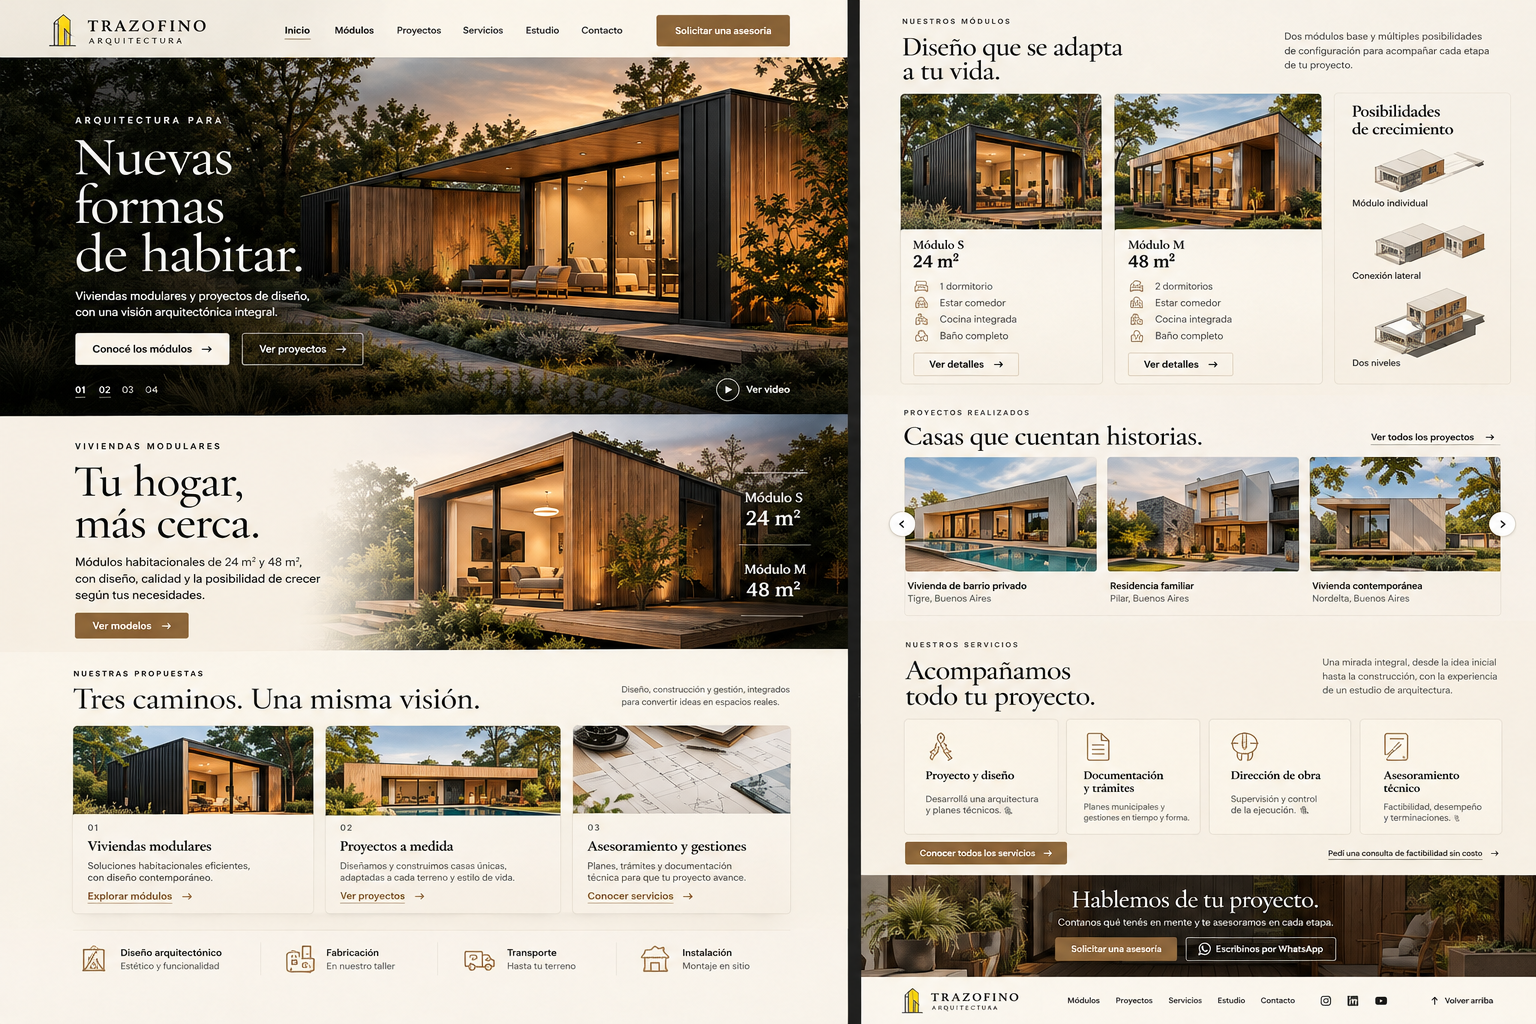 TRAZOFINO
ARQUITECTURA
Inicio
Módulos
Proyectos
Servicios
Estudio
Contacto
Solicitar una asesoría
ARQUITECTURA PARA
Nuevas
formas
de habitar.
Viviendas modulares y proyectos de diseño,
con una visión arquitectónica integral.
Conocé los módulos →
Ver proyectos →
01 02 03 04
Ver video
VIVIENDAS MODULARES
Tu hogar,
más cerca.
Módulos habitacionales de 24 m² y 48 m²,
con diseño, calidad y la posibilidad de crecer
según tus necesidades.
Ver modelos →
Módulo S
24 m²
Módulo M
48 m²
NUESTRAS PROPUESTAS
Tres caminos. Una misma visión.
Diseño, construcción y gestión, integrados
para convertir ideas en espacios reales.
01
Viviendas modulares
Soluciones habitacionales eficientes,
con diseño contemporáneo.
Explorar módulos →
02
Proyectos a medida
Diseñamos y construimos casas únicas,
adaptadas a cada terreno y estilo de vida.
Ver proyectos →
03
Asesoramiento y gestiones
Planes, trámites y documentación
técnica para que tu proyecto avance.
Conocer servicios →
Diseño arquitectónico
Estético y funcionalidad
Fabricación
En nuestro taller
Transporte
Hasta tu terreno
Instalación
Montaje en sitio
NUESTROS MÓDULOS
Diseño que se adapta
a tu vida.
Dos módulos base y múltiples posibilidades
de configuración para acompañar cada etapa
de tu proyecto.
Módulo S
24 m²
1 dormitorio
Estar comedor
Cocina integrada
Baño completo
Ver detalles →
Módulo M
48 m²
2 dormitorios
Estar comedor
Cocina integrada
Baño completo
Ver detalles →
Posibilidades
de crecimiento
Módulo individual
Conexión lateral
Dos niveles
PROYECTOS REALIZADOS
Casas que cuentan historias.
Ver todos los proyectos →
Vivienda de barrio privado
Tigre, Buenos Aires
Residencia familiar
Pilar, Buenos Aires
Vivienda contemporánea
Nordelta, Buenos Aires
NUESTROS SERVICIOS
Acompañamos
todo tu proyecto.
Una mirada integral, desde la idea inicial
hasta la construcción, con la experiencia
de un estudio de arquitectura.
Proyecto y diseño
Desarrollá una arquitectura
y planes técnicos.
Documentación
y trámites
Planes municipales y
gestiones en tiempo y forma.
Dirección de obra
Supervisión y control
de la ejecución.
Asesoramiento
técnico
Factibilidad, desempeño
y terminaciones.
Conocer todos los servicios →
Pedí una consulta de factibilidad sin costo →
Hablemos de tu proyecto.
Contanos qué tenés en mente y te asesoramos en cada etapa.
Solicitar una asesoría
Escribinos por WhatsApp
TRAZOFINO
ARQUITECTURA
Módulos
Proyectos
Servicios
Estudio
Contacto
↑ Volver arriba